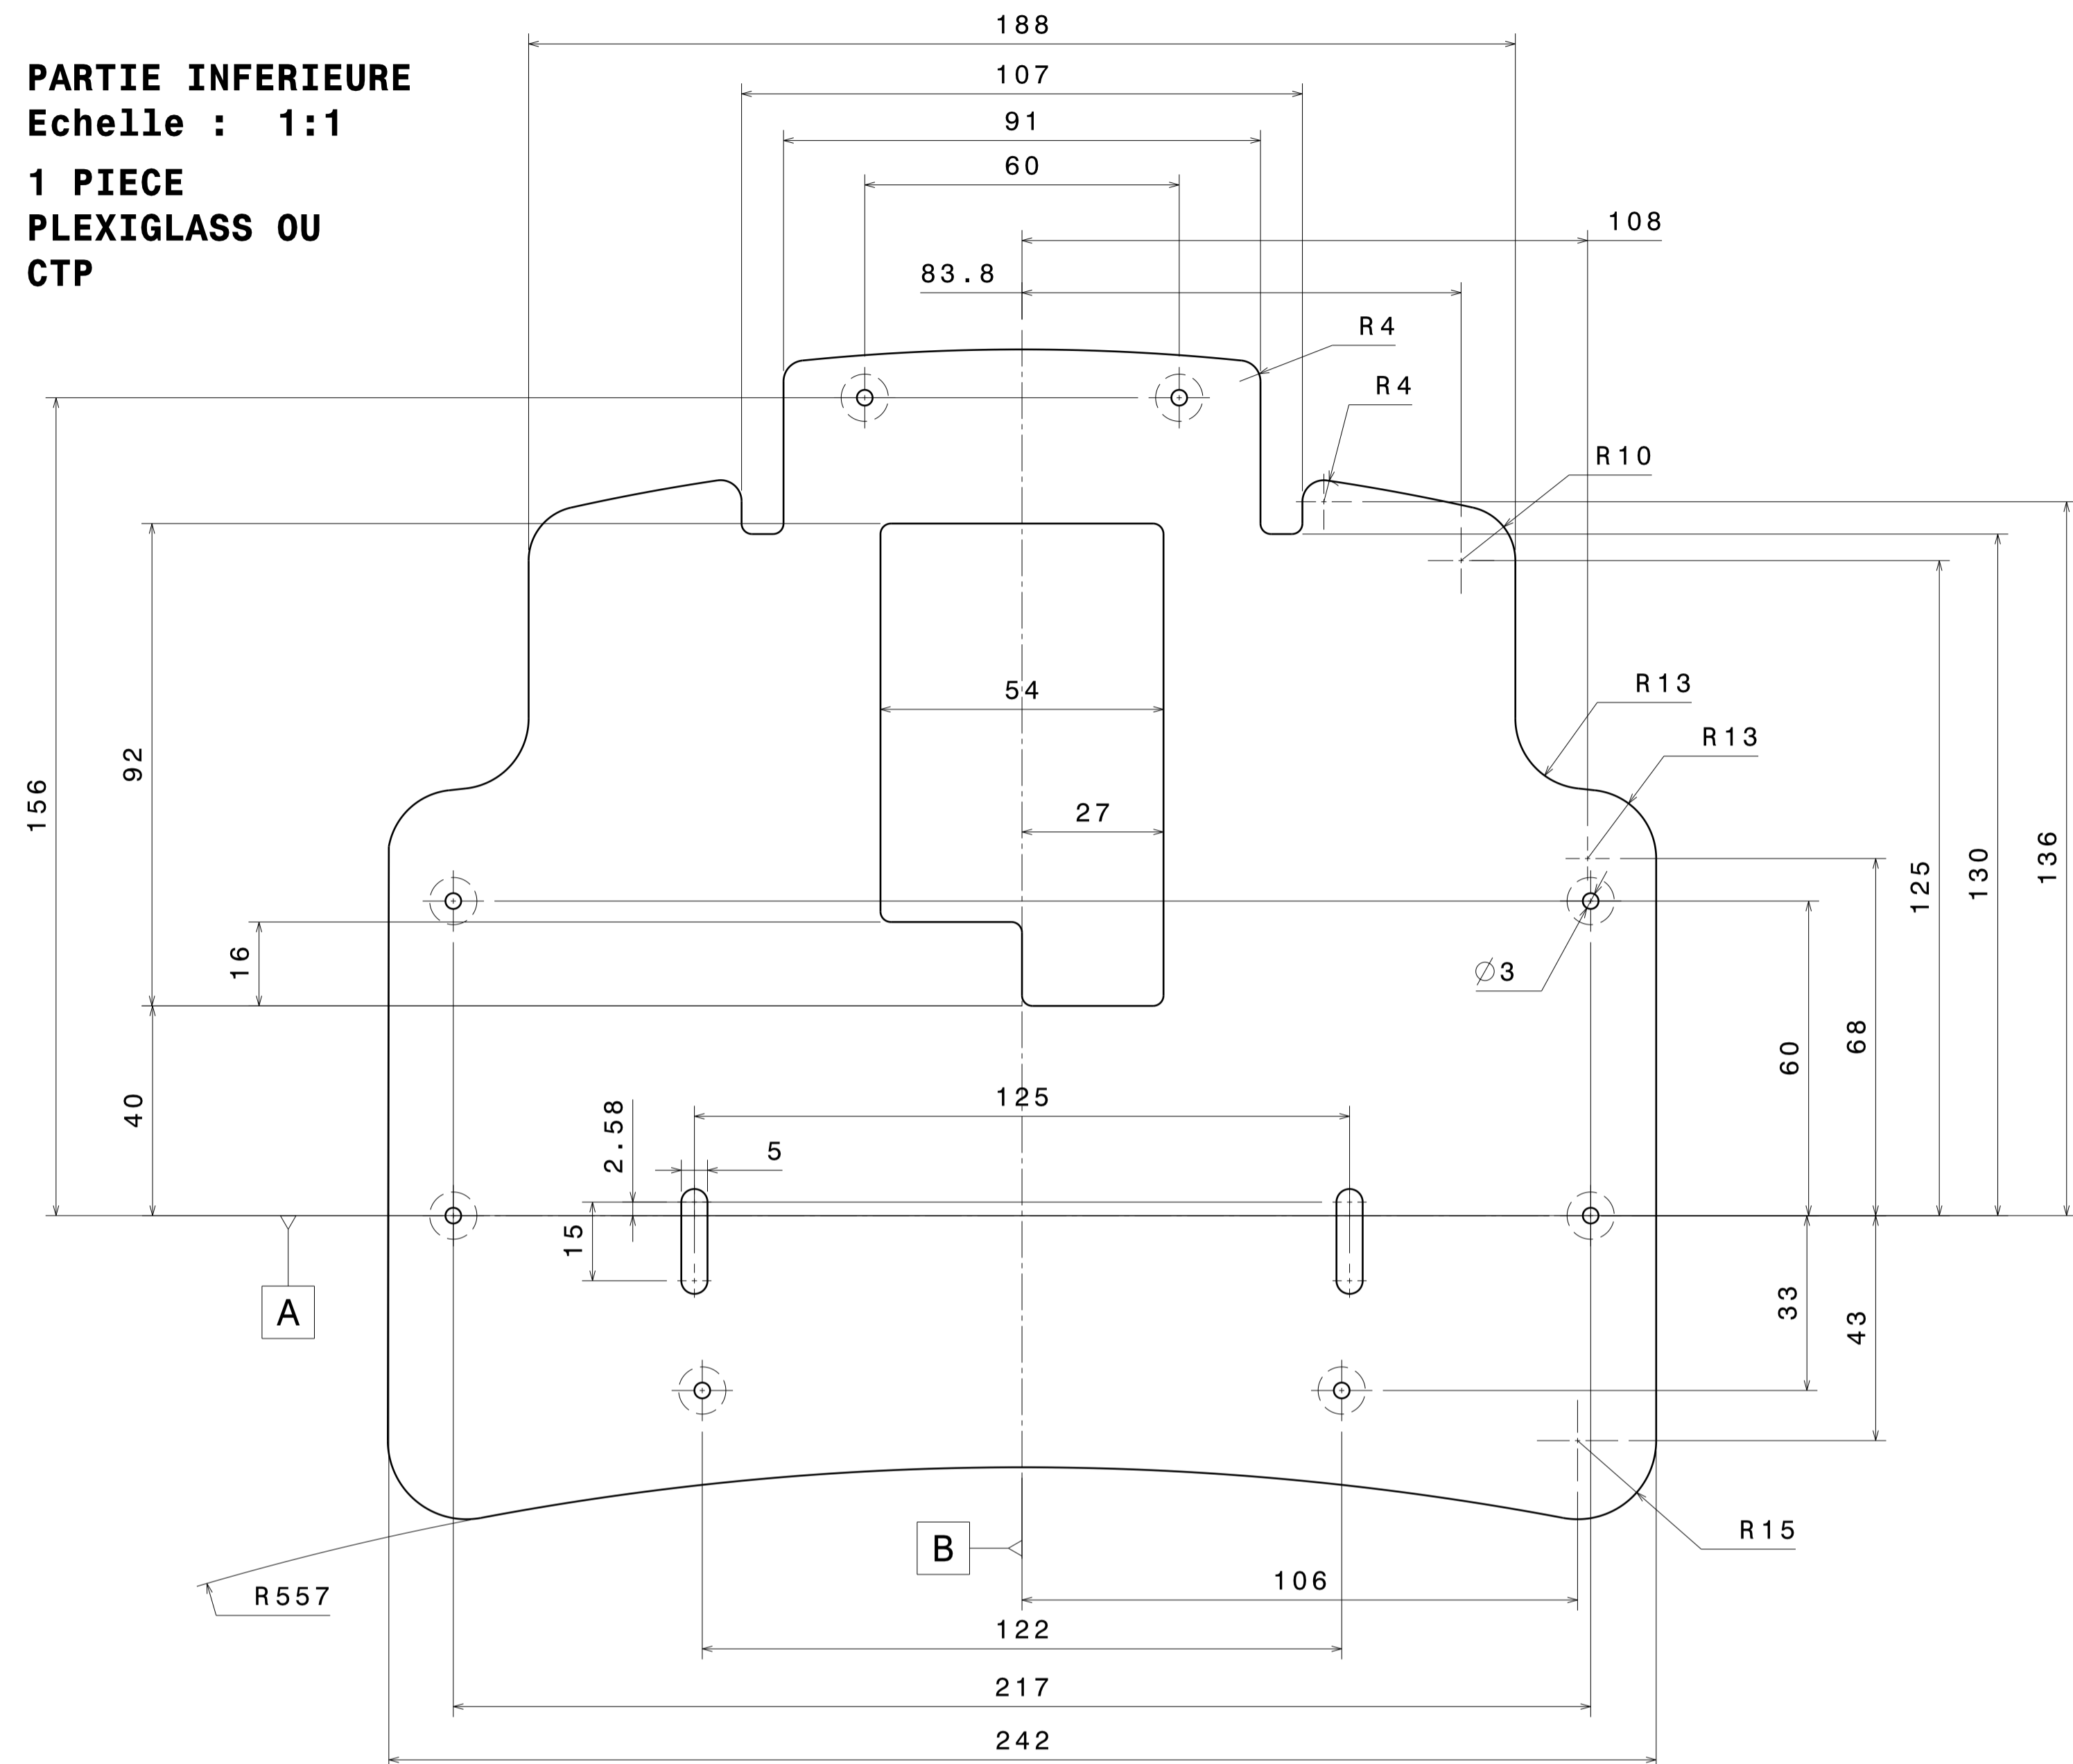 188
PARTIE INFERIEURE
107
Echelle : 1:1
91
60
1 PIECE
PLEXIGLASS OU
108
CTP
83.8
R4
R4
R10
54
R13
R13
92
156
27
125
130
136
16
Ø3
60
68
40
125
2.58
5
15
A
33
43
B
R15
R557
106
122
217
242